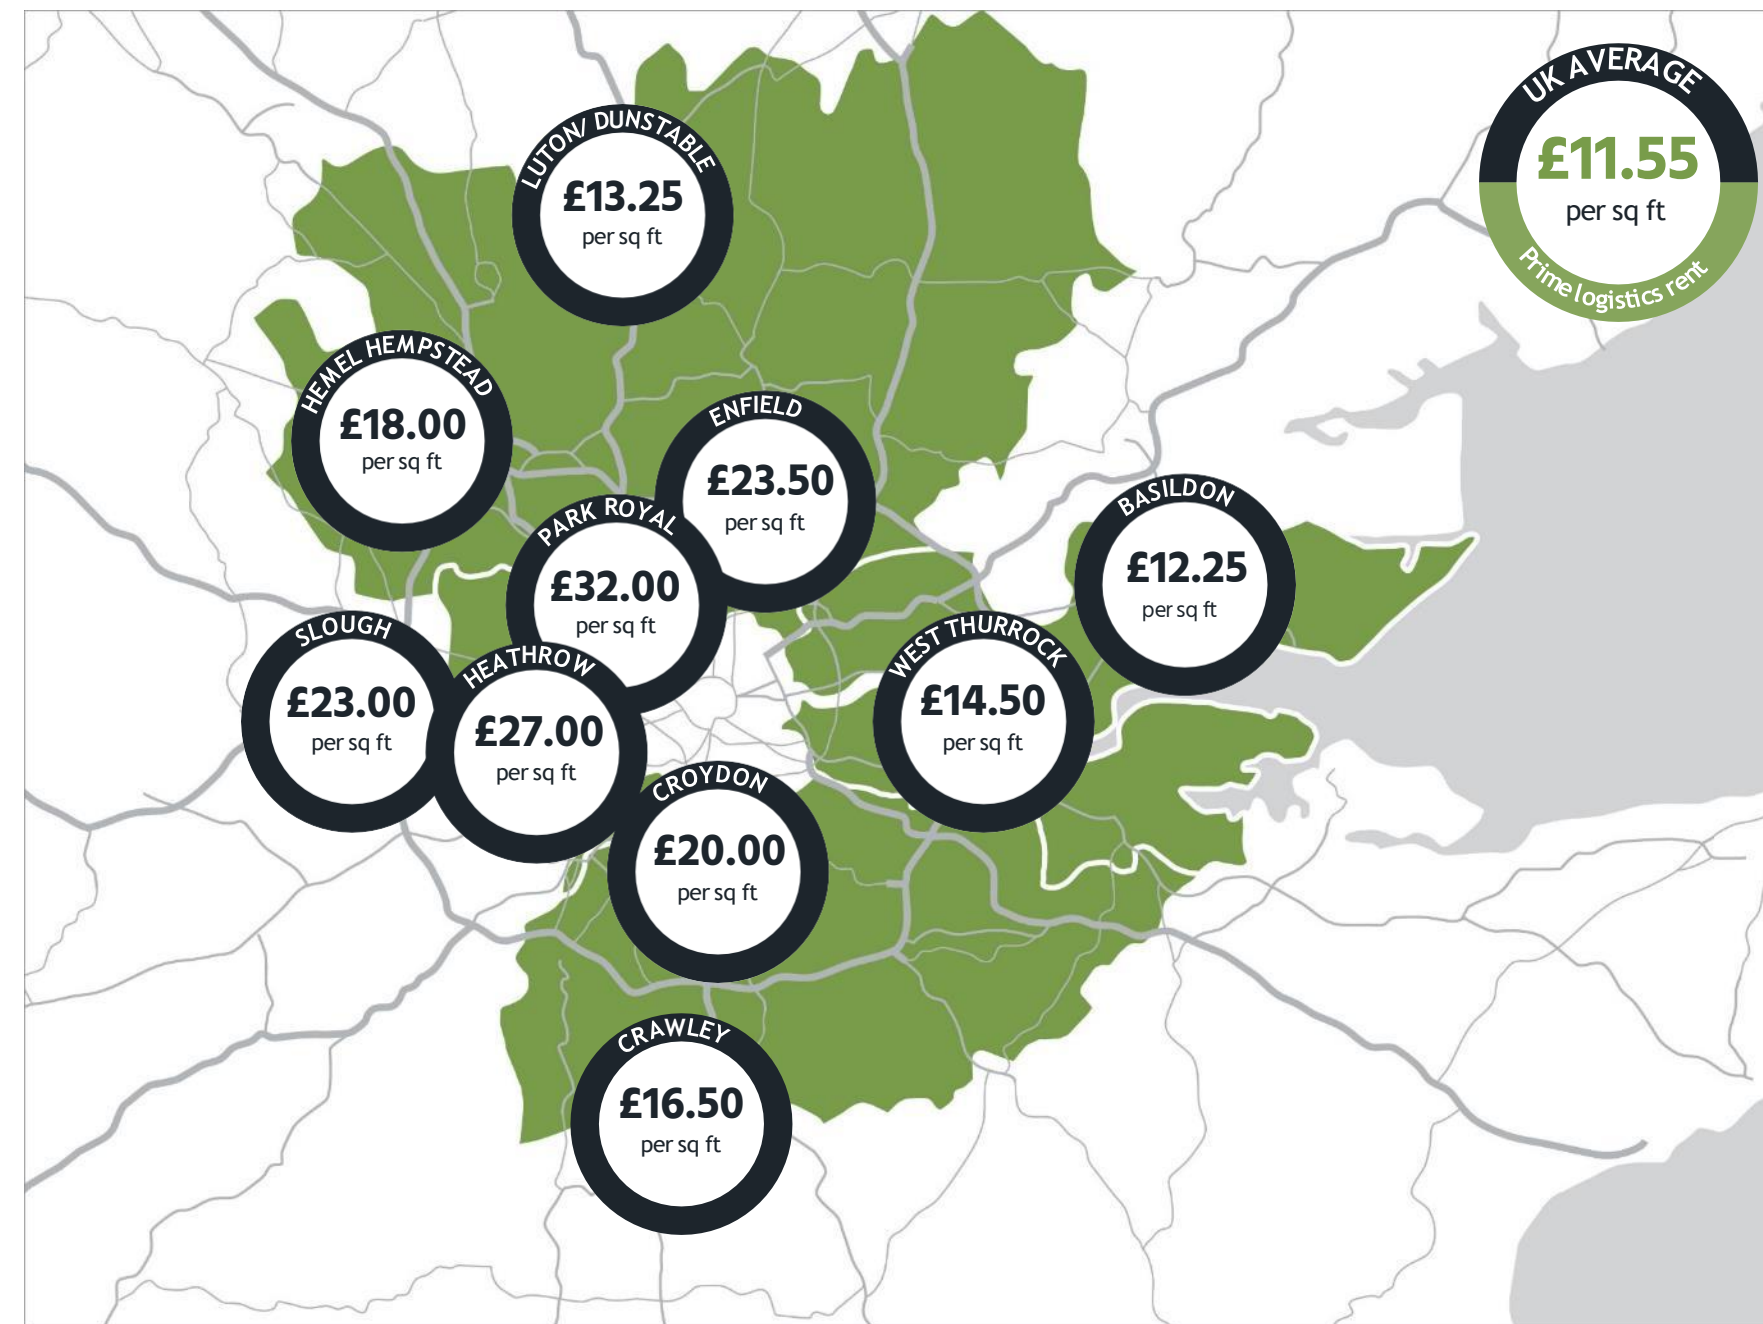 UK AVERAGE
£11.55
per sq ft
Prime logistics rent
LUTON/ DUNSTABLE
£13.25
per sq ft
HEMEL HEMPSTEAD
£18.00
per sq ft
ENFIELD
£23.50
per sq ft
PARK ROYAL
£32.00
per sq ft
BASILDON
£12.25
per sq ft
SLOUGH
£23.00
per sq ft
HEATHROW
£27.00
per sq ft
WEST THURROCK
£14.50
per sq ft
CROYDON
£20.00
per sq ft
CRAWLEY
£16.50
per sq ft